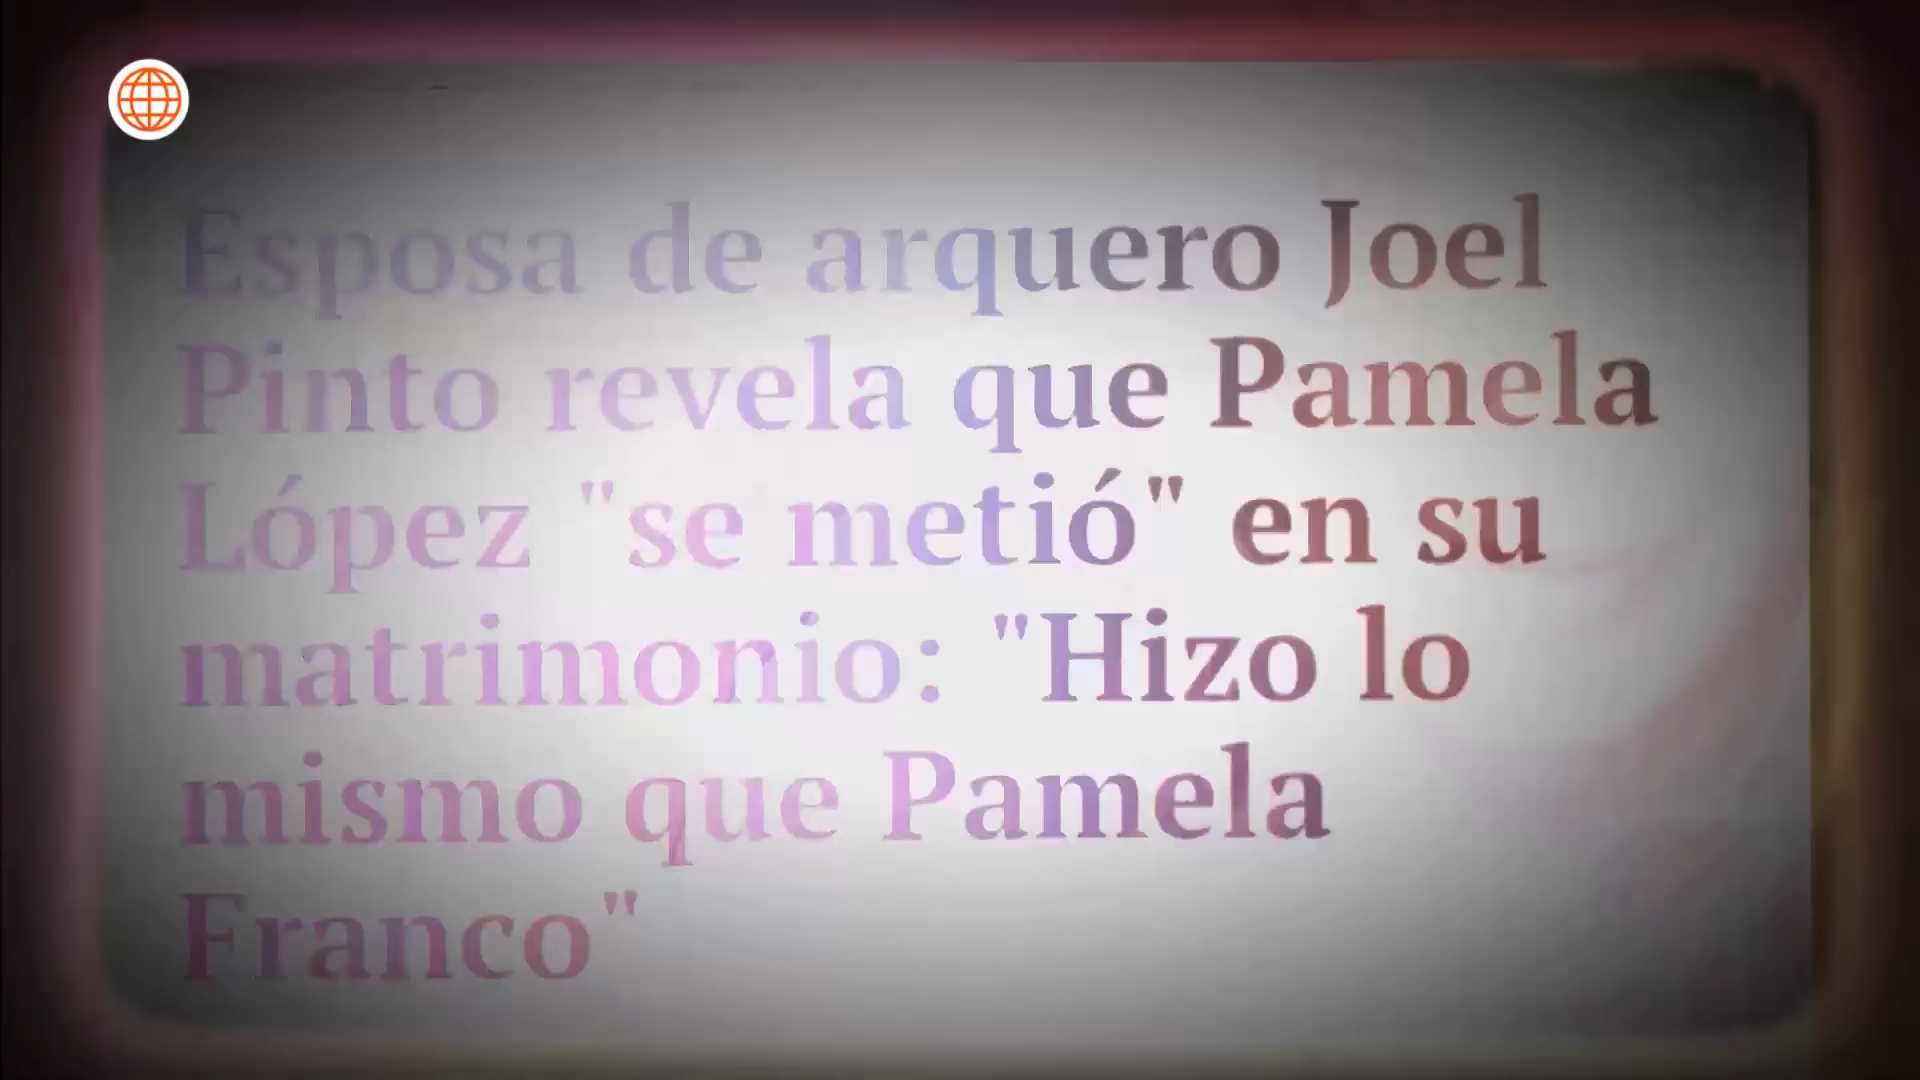 Esposa de arquero Joel
Pinto revela que Pamela
López "se metió" en su
matrimonio: "Hizo lo
mismo que Pamela
Franco"